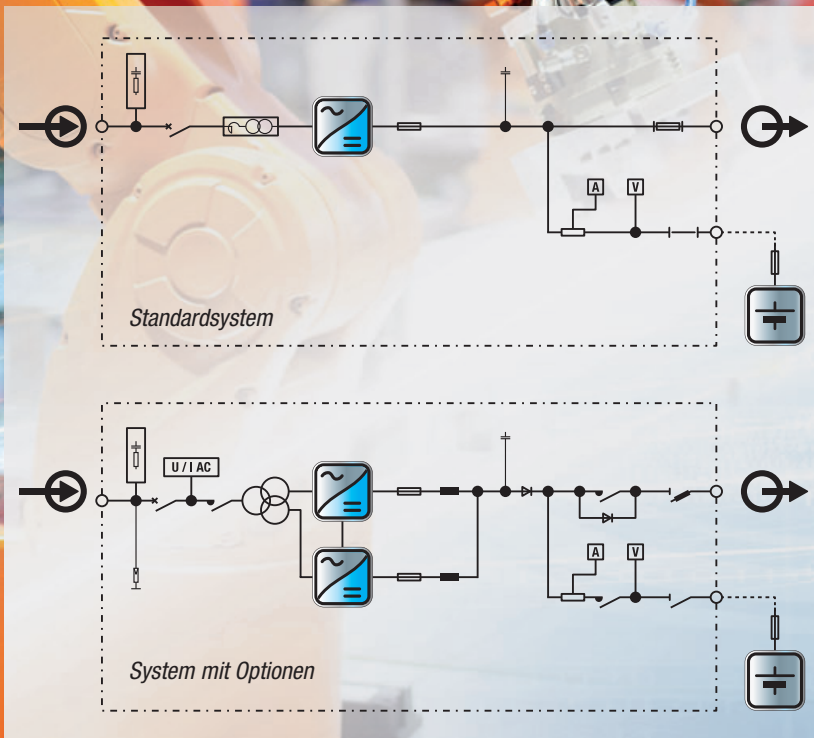 A
V
Standardsystem
U / I AC
A
V
System mit Optionen